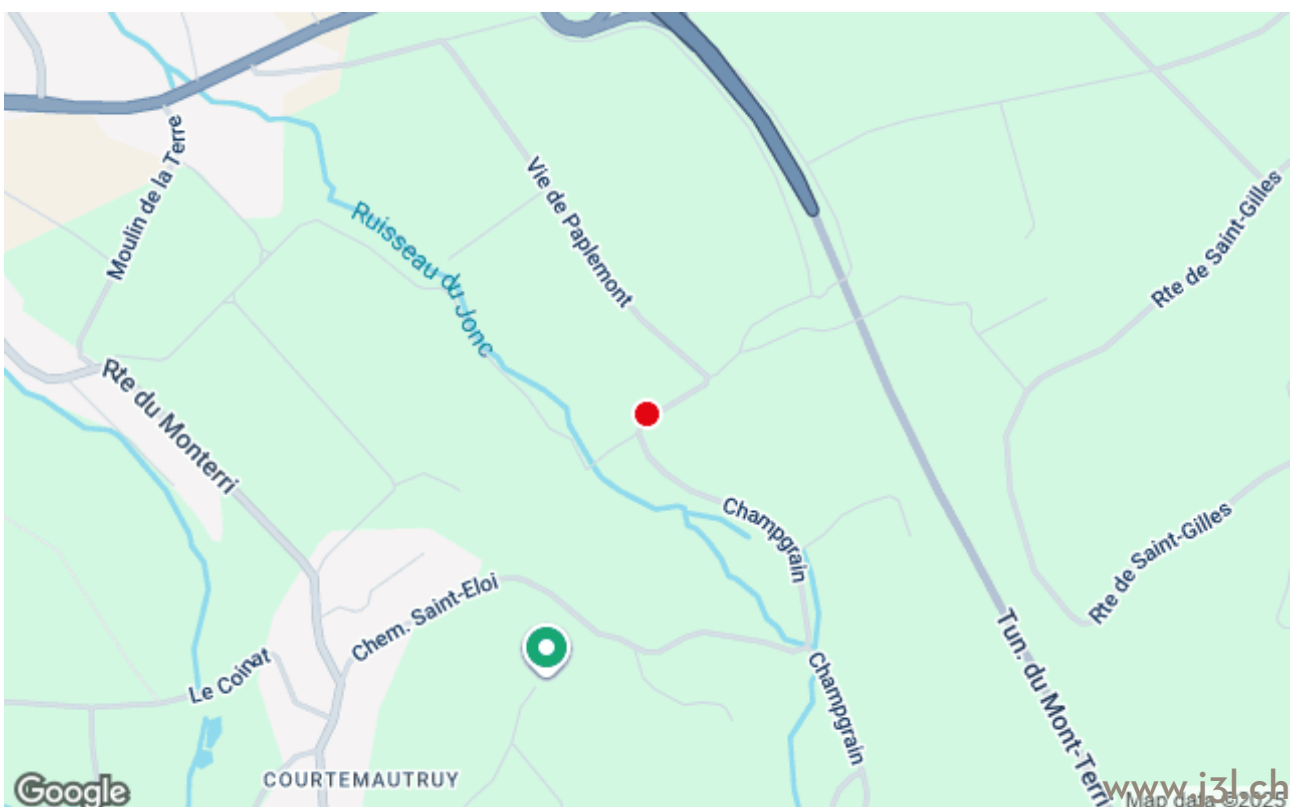 Moulin de la Terre
Vie de Paplemont
Rte de Saint-Gilles
Ruisseau du Jonc
Rte du Monterri
Champgrain
Rte de Saint-Gilles
Chem. Saint-Eloi
Le Coinat
Tun. du Mont-Terri
Champgrain
COURTEMAUTRUY
Google
www.j3l.ch
Map data ©2025